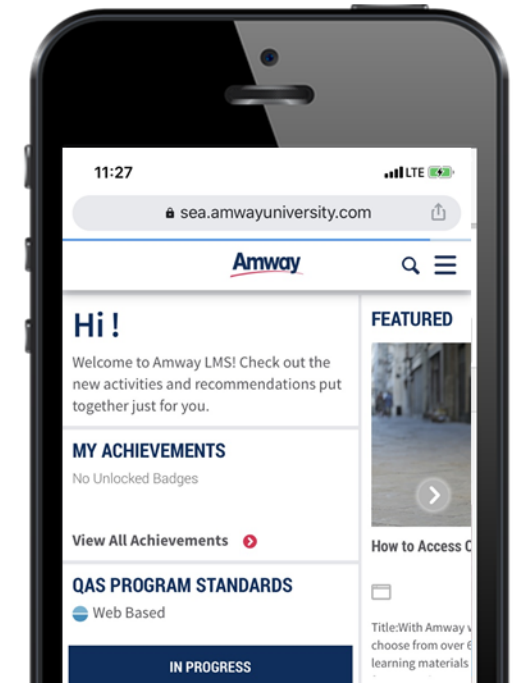 11:27
LTE
sea.amwayuniversity.com
Amway
Hi !
Welcome to Amway LMS! Check out the
new activities and recommendations put
together just for you.
MY ACHIEVEMENTS
No Unlocked Badges
View All Achievements
QAS PROGRAM STANDARDS
Web Based
IN PROGRESS
FEATURED
How to Access
Title:With Amway
choose from over
learning materials